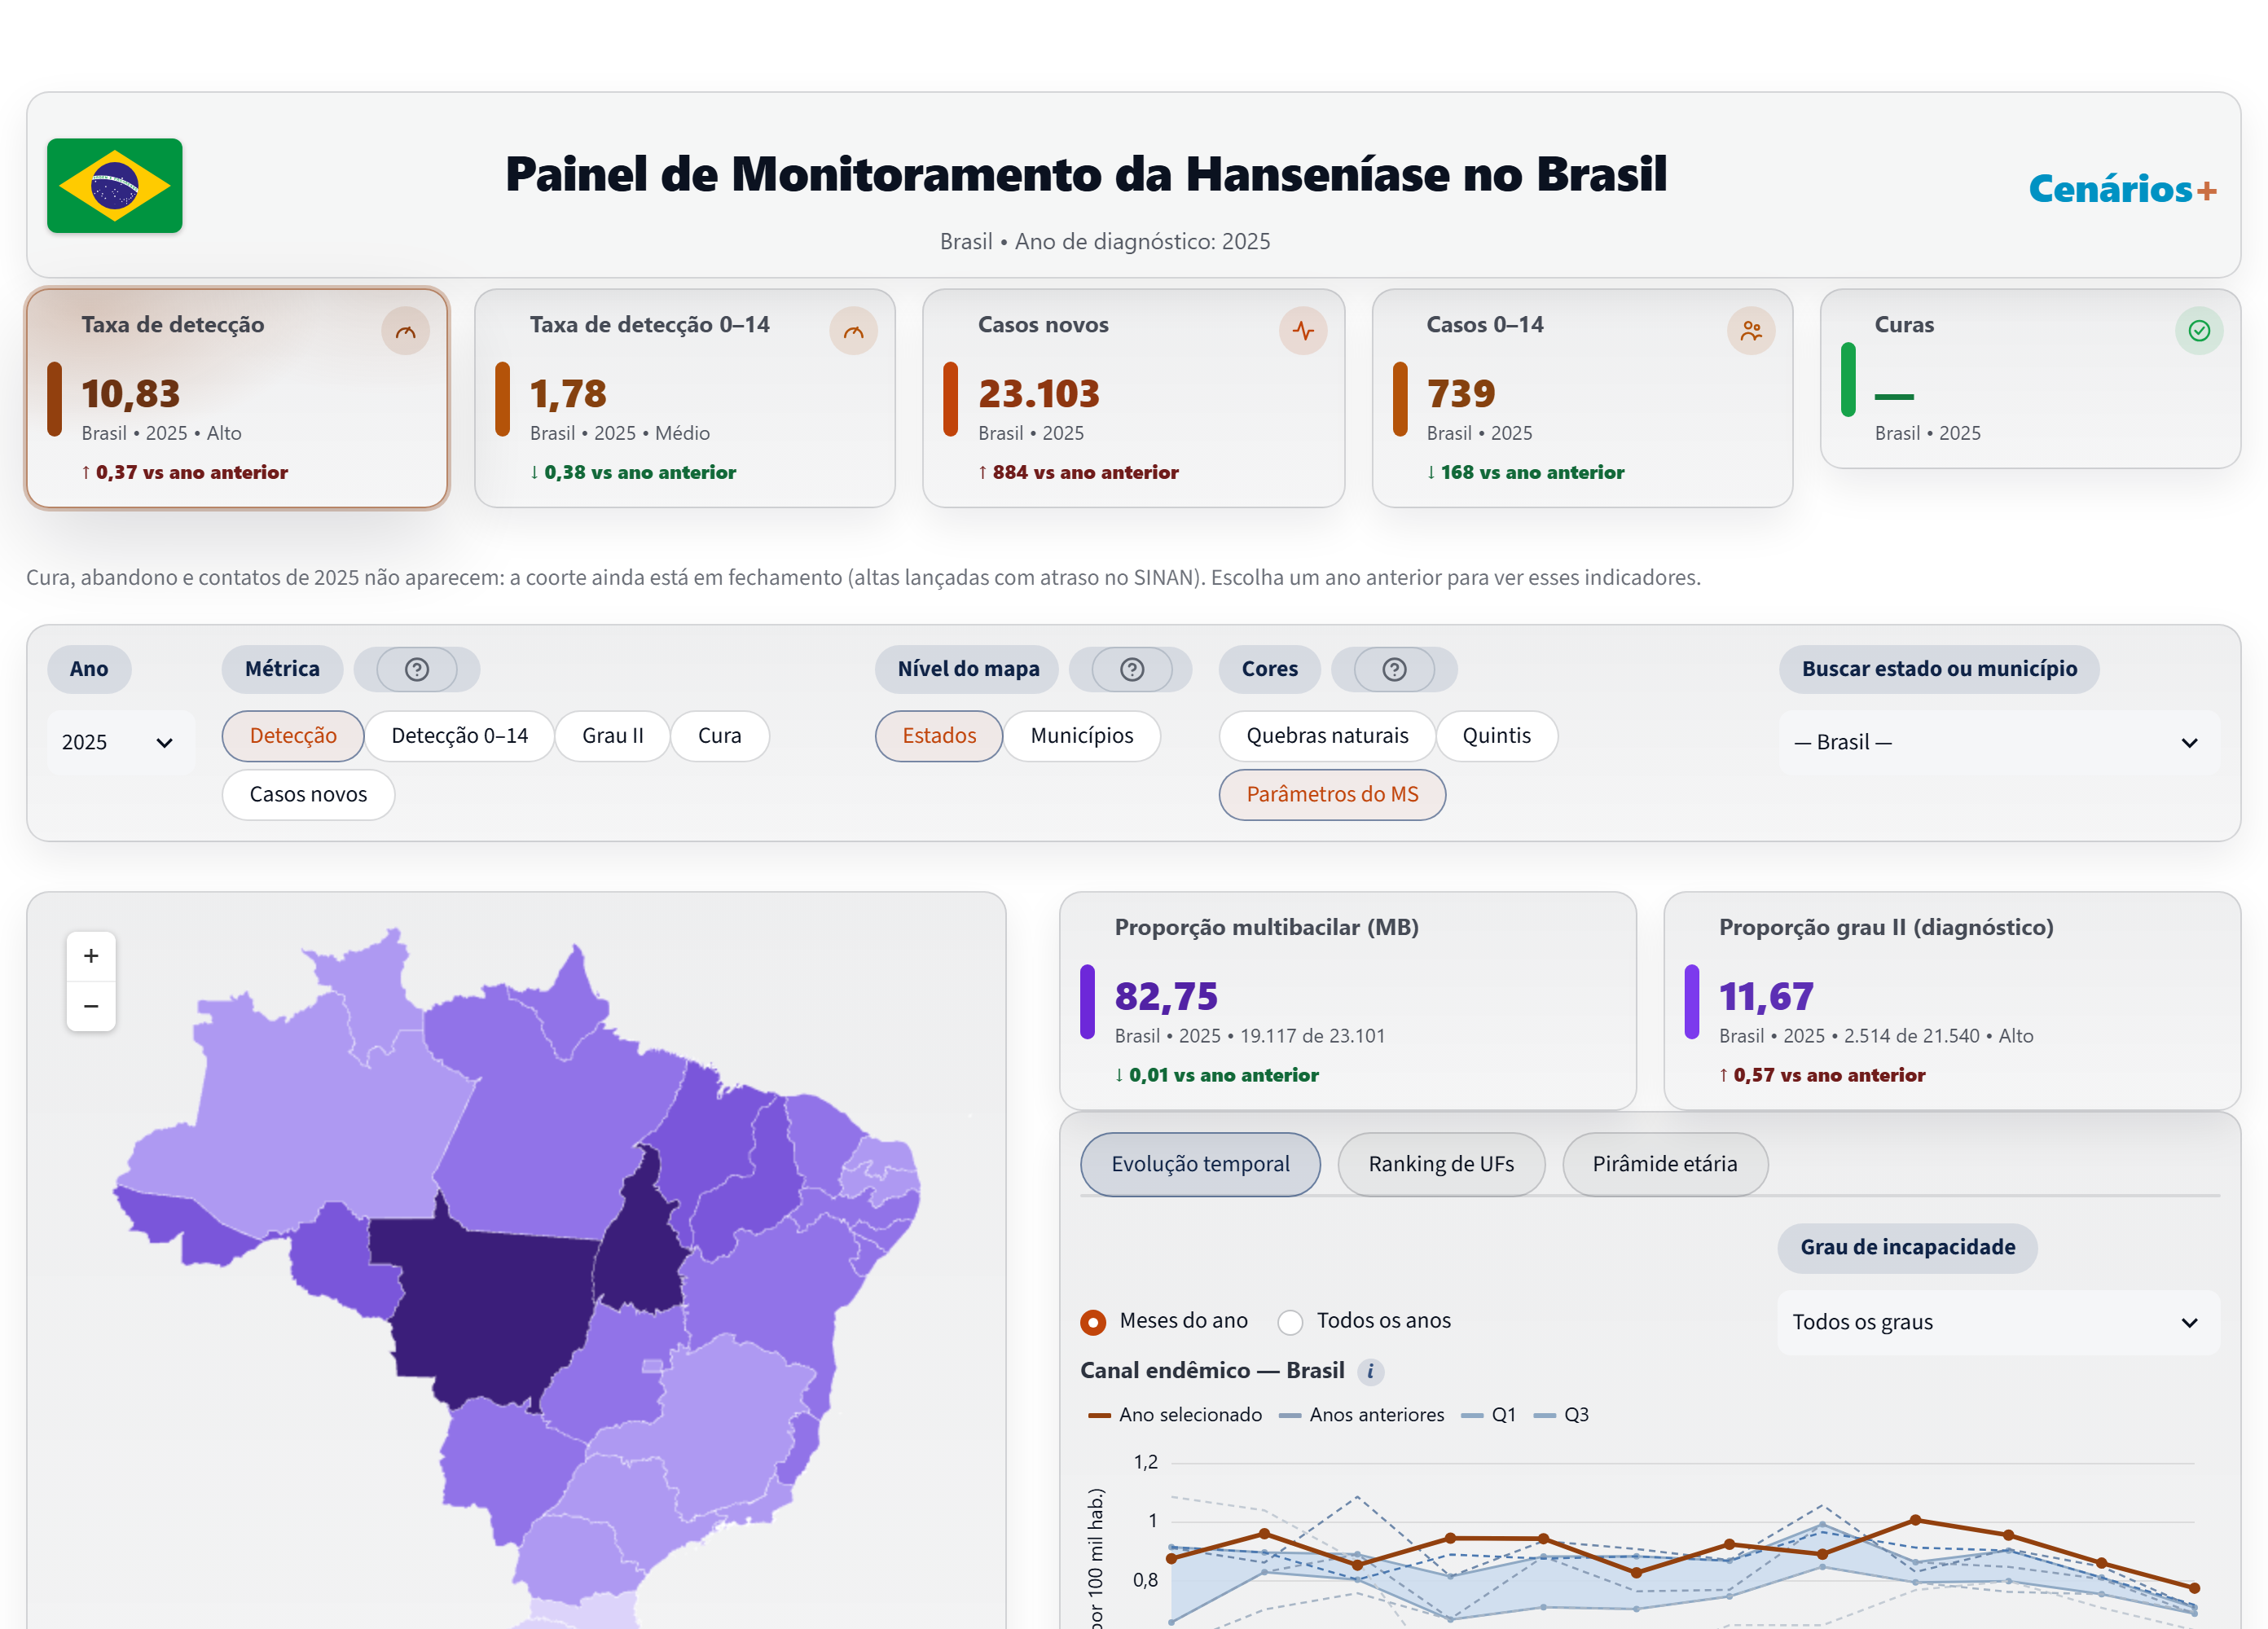 Painel de Monitoramento da Hanseníase no Brasil
Brasil • Ano de diagnóstico: 2025
Cenários+
Taxa de detecção
10,83
Brasil • 2025 • Alto
↑ 0,37 vs ano anterior
Taxa de detecção 0–14
1,78
Brasil • 2025 • Médio
↓ 0,38 vs ano anterior
Casos novos
23.103
Brasil • 2025
↑ 884 vs ano anterior
Casos 0–14
739
Brasil • 2025
↓ 168 vs ano anterior
Curas
—
Brasil • 2025
Cura, abandono e contatos de 2025 não aparecem: a coorte ainda está em fechamento (altas lançadas com atraso no SINAN). Escolha um ano anterior para ver esses indicadores.
Ano
2025
Métrica
?
Detecção
Detecção 0–14
Grau II
Cura
Casos novos
Nível do mapa
?
Estados
Municípios
Cores
?
Quebras naturais
Quintis
Parâmetros do MS
Buscar estado ou município
— Brasil —
+
−
Proporção multibacilar (MB)
82,75
Brasil • 2025 • 19.117 de 23.101
↓ 0,01 vs ano anterior
Proporção grau II (diagnóstico)
11,67
Brasil • 2025 • 2.514 de 21.540 • Alto
↑ 0,57 vs ano anterior
Evolução temporal
Ranking de UFs
Pirâmide etária
Grau de incapacidade
Todos os graus
Meses do ano
Todos os anos
Canal endêmico — Brasil
i
Ano selecionado
Anos anteriores
Q1
Q3
1,2
1
0,8
por 100 mil hab.)